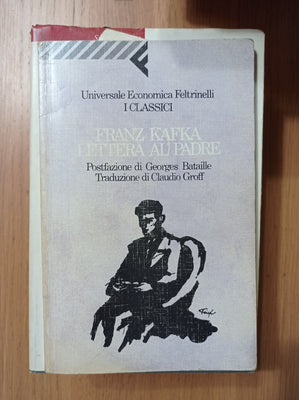 Universale Economica Feltrinelli
I CLASSICI
FRANZ KAFKA
LETTERA AL PADRE
Postfazione di Georges Bataille
Traduzione di Claudio Groff